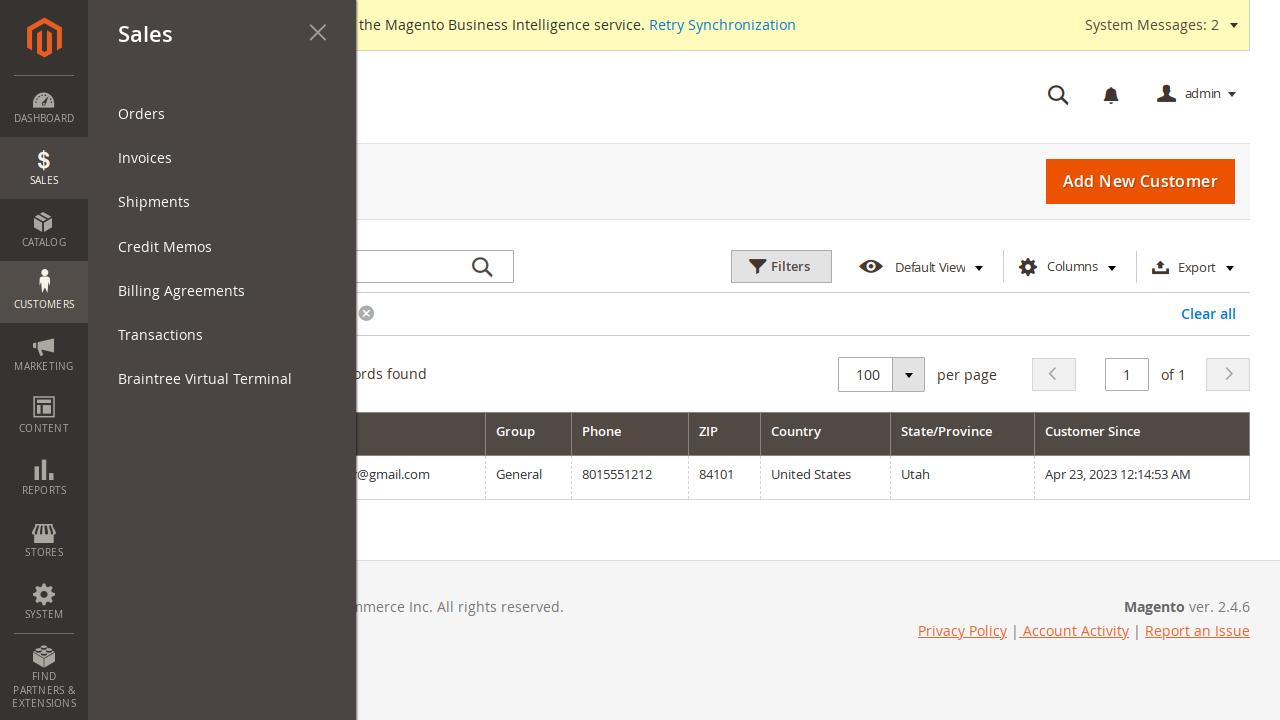 Sales
the Magento Business Intelligence service. Retry Synchronization
System Messages: 2
admin
DASHBOARD
SALES
CATALOG
CUSTOMERS
MARKETING
CONTENT
REPORTS
STORES
SYSTEM
FIND
PARTNERS &
EXTENSIONS
Orders
Invoices
Shipments
Credit Memos
Billing Agreements
Transactions
Braintree Virtual Terminal
Add New Customer
Filters
Default View
Columns
Export
Clear all
ords found
100
per page
1
of 1
Group
Phone
ZIP
Country
State/Province
Customer Since
@gmail.com
General
8015551212
84101
United States
Utah
Apr 23, 2023 12:14:53 AM
mmerce Inc. All rights reserved.
Magento ver. 2.4.6
Privacy Policy | Account Activity | Report an Issue